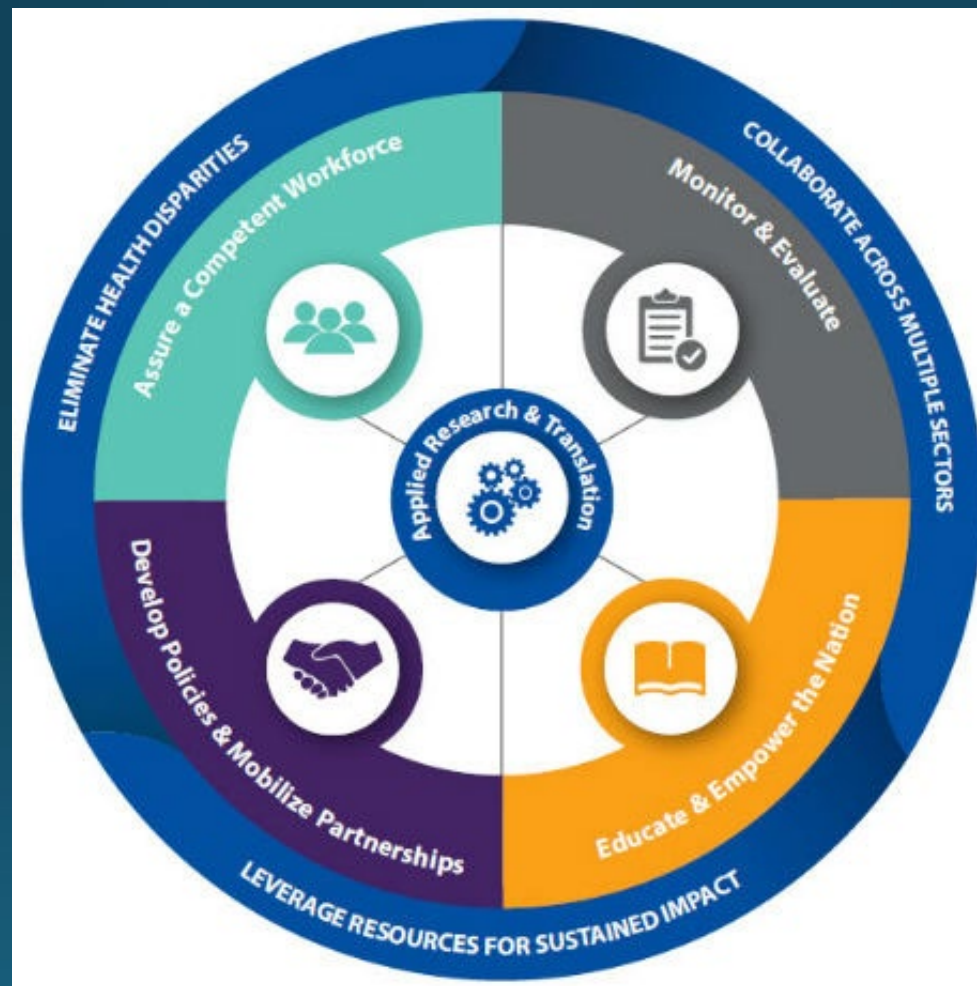 ELIMINATE HEALTH DISPARITIES
COLLABORATE ACROSS MULTIPLE SECTORS
LEVERAGE RESOURCES FOR SUSTAINED IMPACT
Assure a Competent Workforce
Monitor & Evaluate
Develop Policies & Mobilize Partnerships
Educate & Empower the Nation
Applied Research & Translation